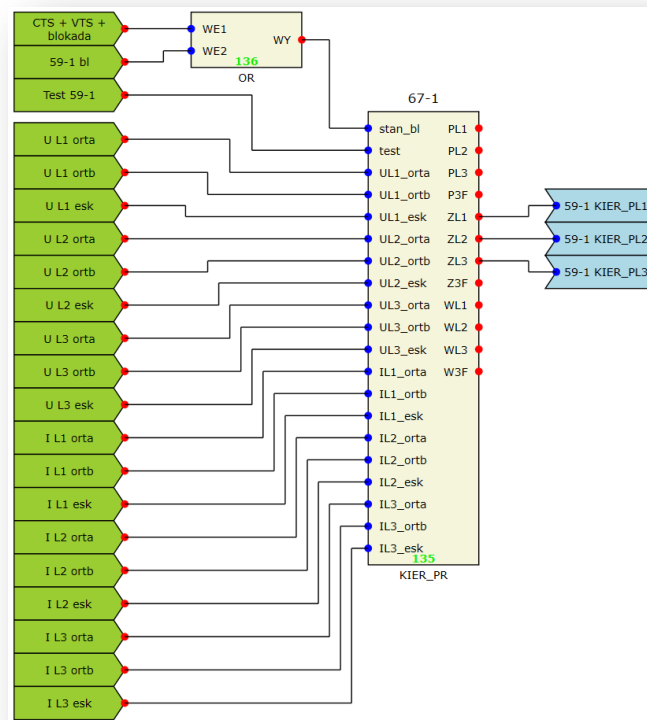 CTS + VTS +
blokada
59-1 bl
Test 59-1
WE1
WE2
WY
136
OR
U L1 orta
U L1 ortb
U L1 esk
U L2 orta
U L2 ortb
U L2 esk
U L3 orta
U L3 ortb
U L3 esk
I L1 orta
I L1 ortb
I L1 esk
I L2 orta
I L2 ortb
I L2 esk
I L3 orta
I L3 ortb
I L3 esk
67-1
stan_bl
test
UL1_orta
UL1_ortb
UL1_esk
UL2_orta
UL2_ortb
UL2_esk
UL3_orta
UL3_ortb
UL3_esk
IL1_orta
IL1_ortb
IL1_esk
IL2_orta
IL2_ortb
IL2_esk
IL3_orta
IL3_ortb
IL3_esk
PL1
PL2
PL3
P3F
ZL1
ZL2
ZL3
Z3F
WL1
WL2
WL3
W3F
135
KIER_PR
59-1 KIER_PL1
59-1 KIER_PL2
59-1 KIER_PL3